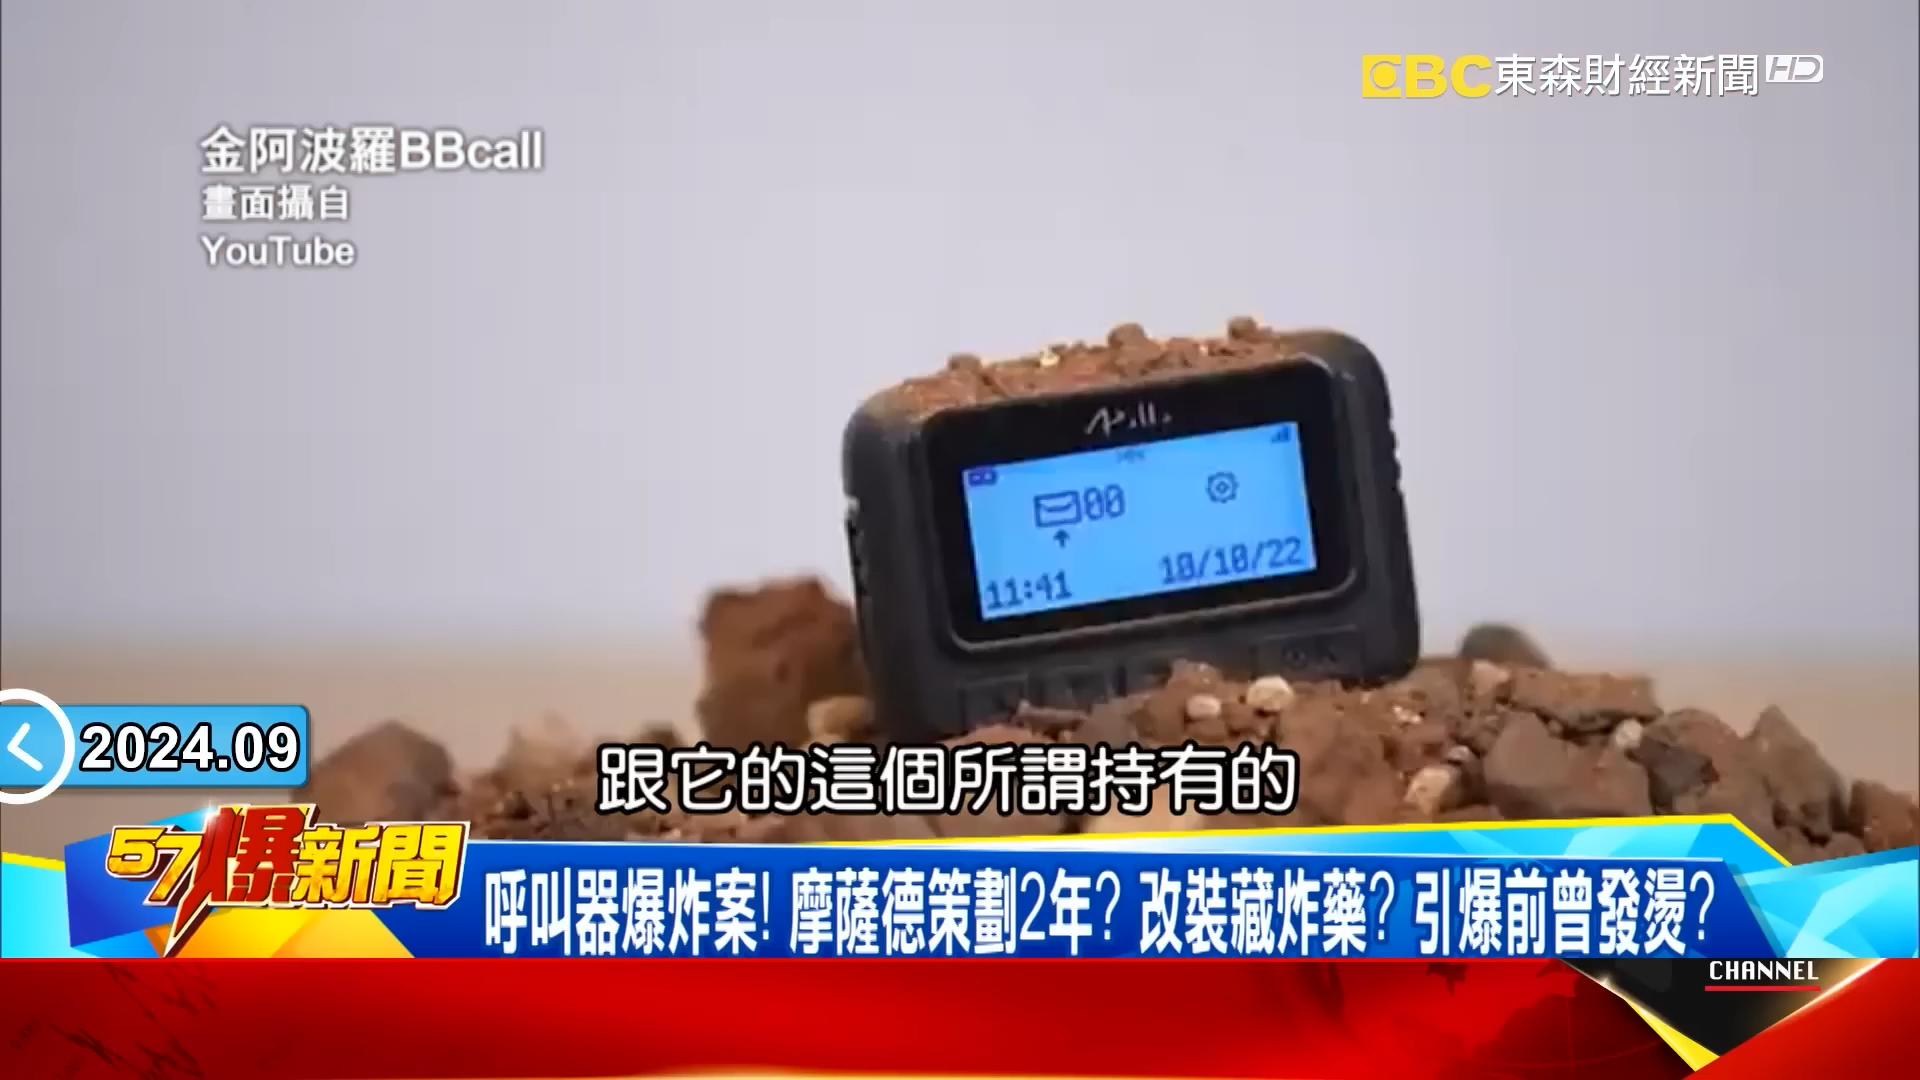 EBC東森財經新聞HD
金阿波羅BBcall
畫面攝自
YouTube
00
11:41
18/10/22
2024.09
跟它的這個所謂持有的
57爆新聞
呼叫器爆炸案! 摩薩德策劃2年? 改裝藏炸藥? 引爆前曾發燙?
CHANNEL